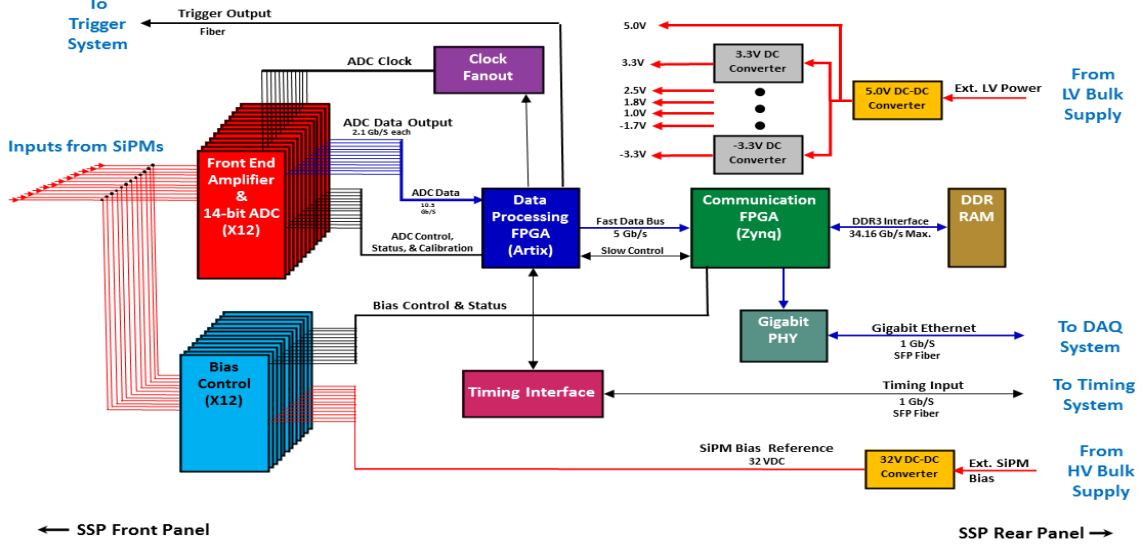 To
Trigger
System
Trigger Output
Fiber
ADC Clock
Clock
Fanout
5.0V
3.3V
2.5V
1.8V
1.0V
-1.7V
-3.3V
3.3V DC
Converter
-3.3V DC
Converter
5.0V DC-DC
Converter
Ext. LV Power
From
LV Bulk
Supply
Inputs from SiPMs
ADC Data Output
2.1 Gb/S each
Front End
Amplifier
&
14-bit ADC
(X12)
ADC Data
10.5
Gb/S
ADC Control,
Status, & Calibration
Data
Processing
FPGA
(Artix)
Fast Data Bus
5 Gb/s
Slow Control
Communication
FPGA
(Zynq)
DDR3 Interface
34.16 Gb/s Max.
DDR
RAM
Bias Control & Status
Gigabit
PHY
Gigabit Ethernet
1 Gb/S
SFP Fiber
To DAQ
System
Bias
Control
(X12)
Timing Interface
Timing Input
1 Gb/S
SFP Fiber
To Timing
System
SiPM Bias Reference
32 VDC
32V DC-DC
Converter
Ext. SiPM
Bias
From
HV Bulk
Supply
SSP Front Panel
SSP Rear Panel